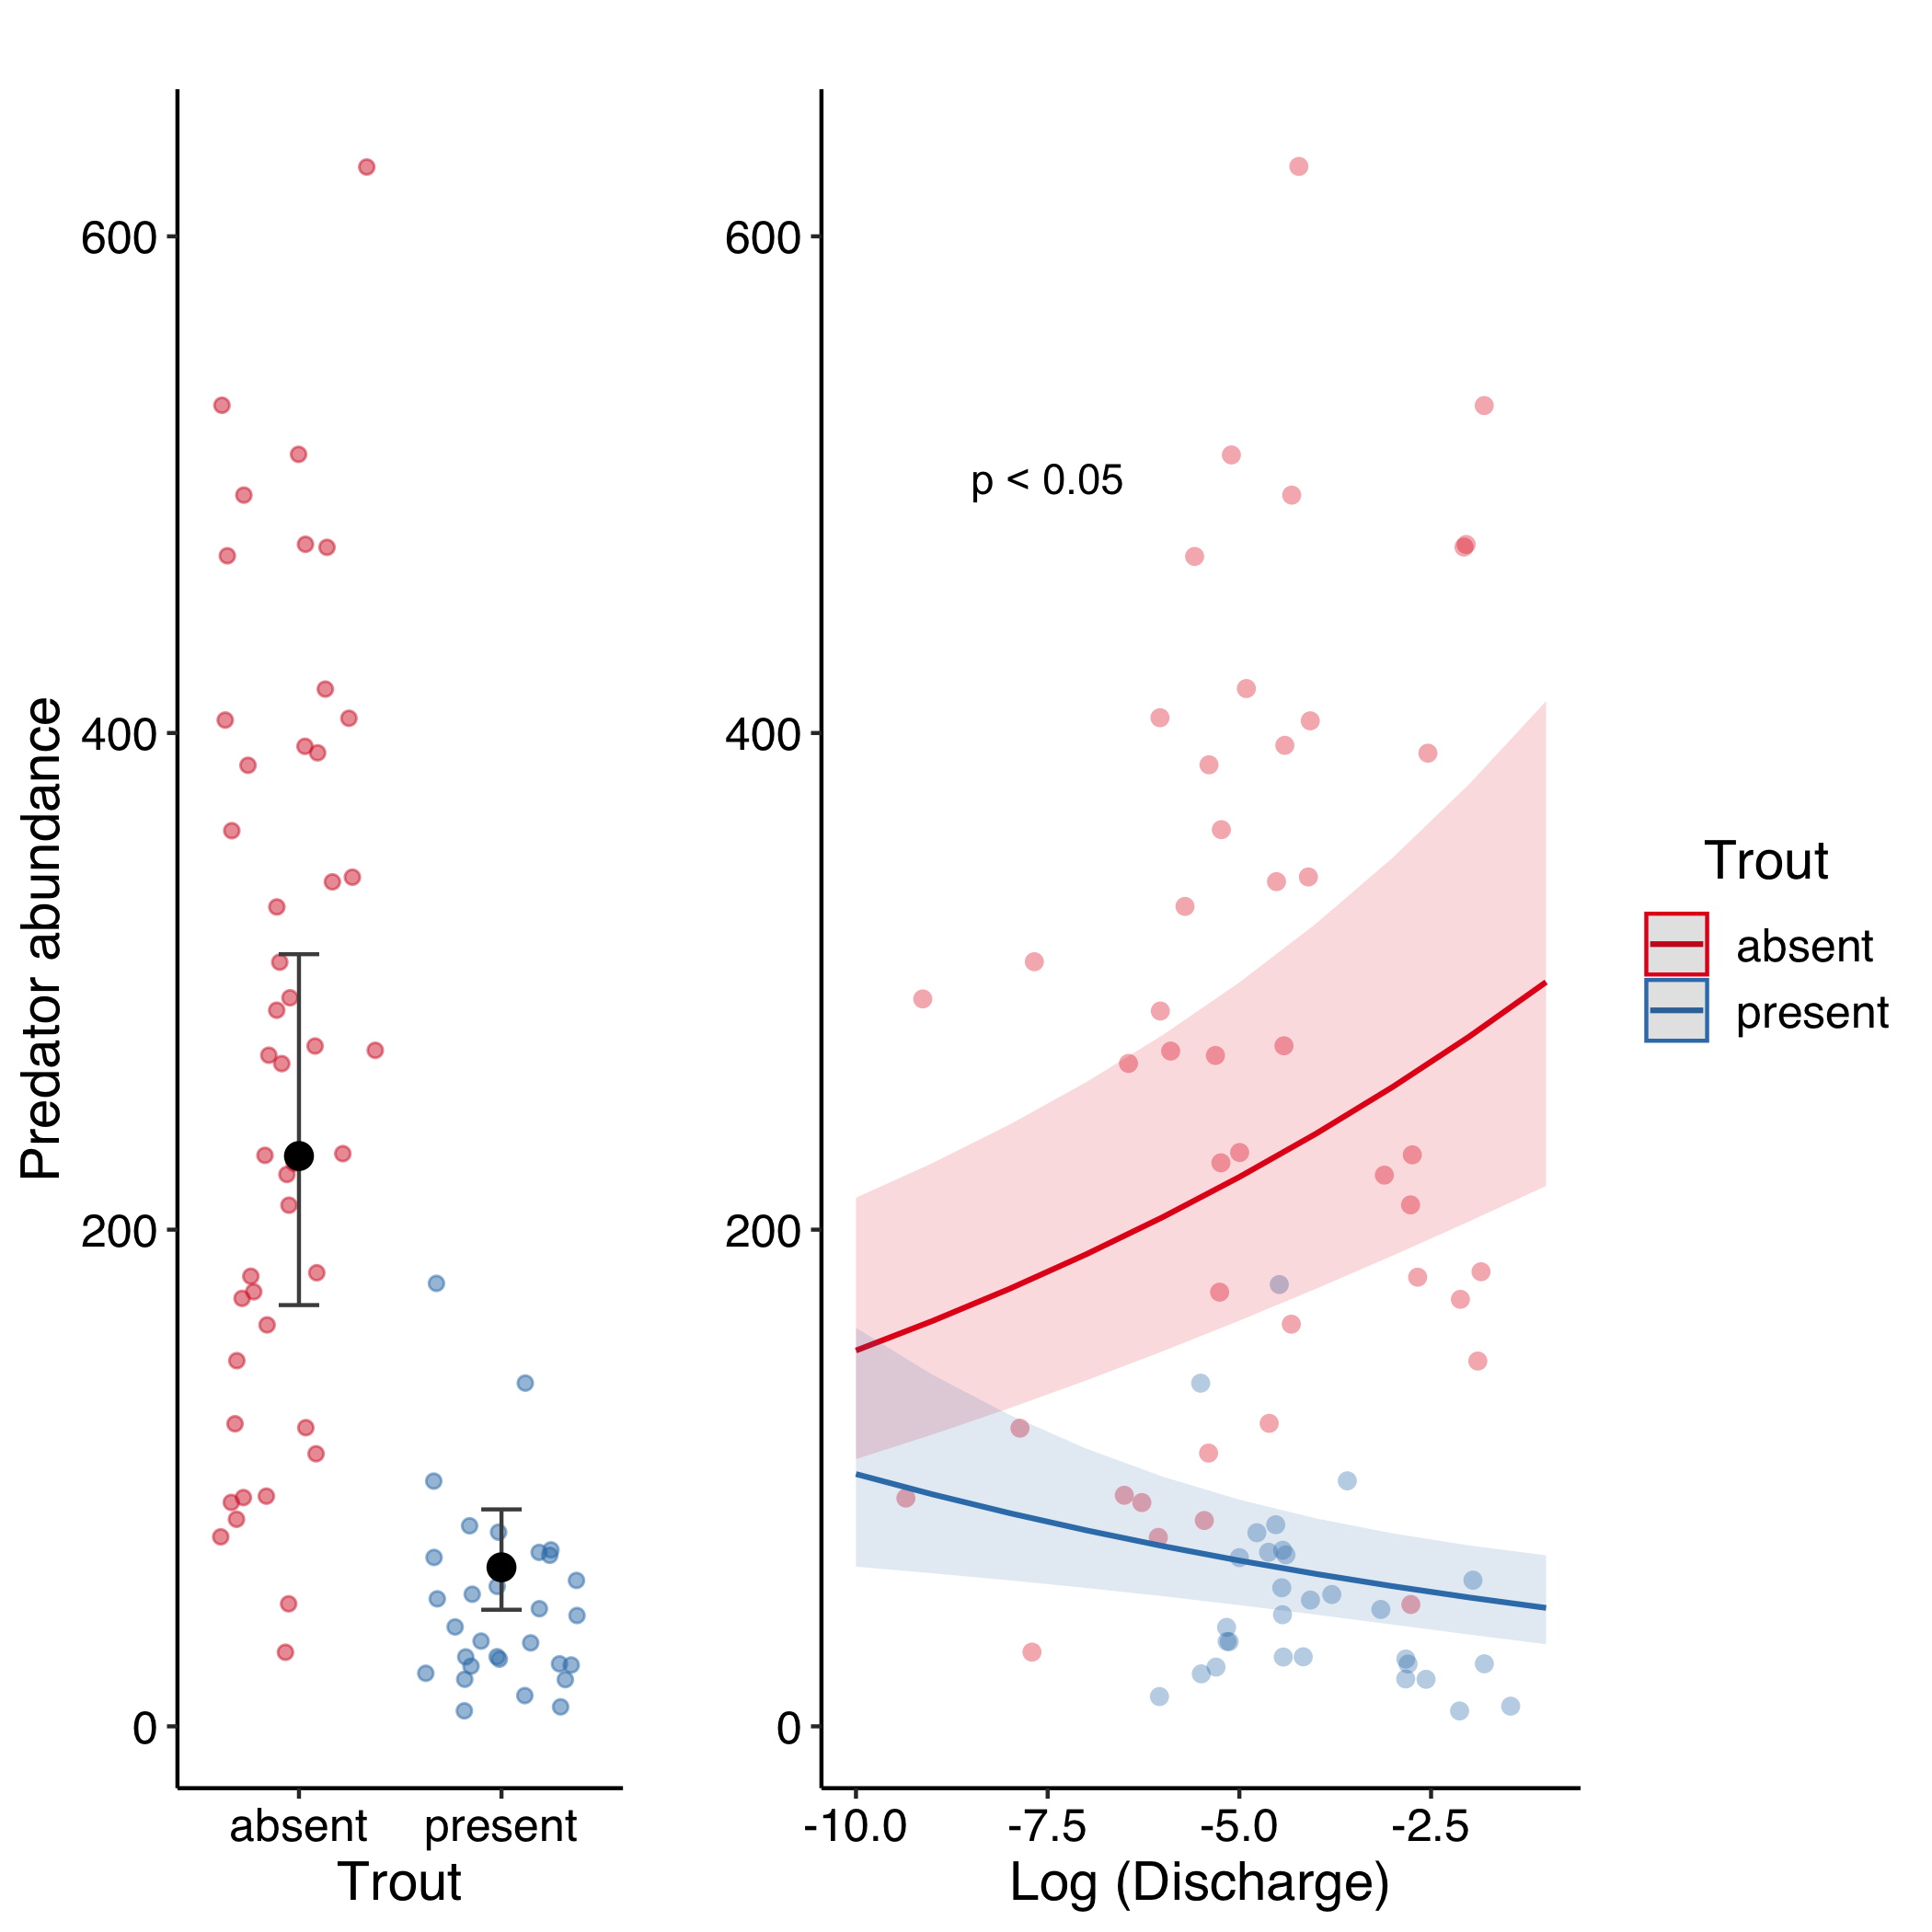 Predator abundance
600
400
200
0
absent present
Trout
600
400
200
0
p < 0.05
-10.0 -7.5 -5.0 -2.5
Log (Discharge)
Trout
absent
present